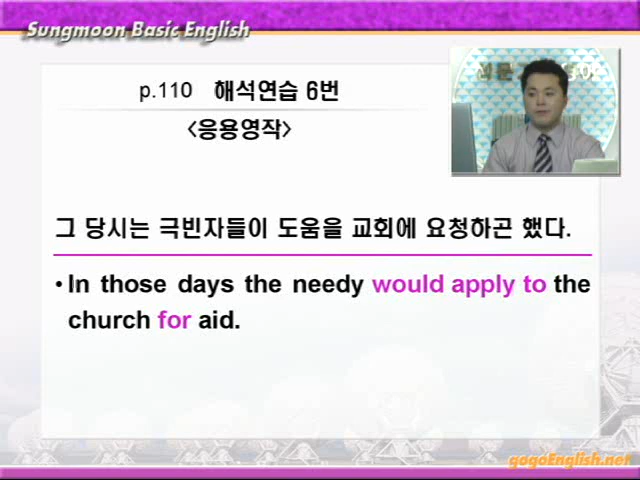 Sungmoon Basic English
p.110 해석연습 6번
<응용영작>
그 당시는 극빈자들이 도움을 교회에 요청하곤 했다.
• In those days the needy would apply to the
church for aid.
gogoEnglish.net